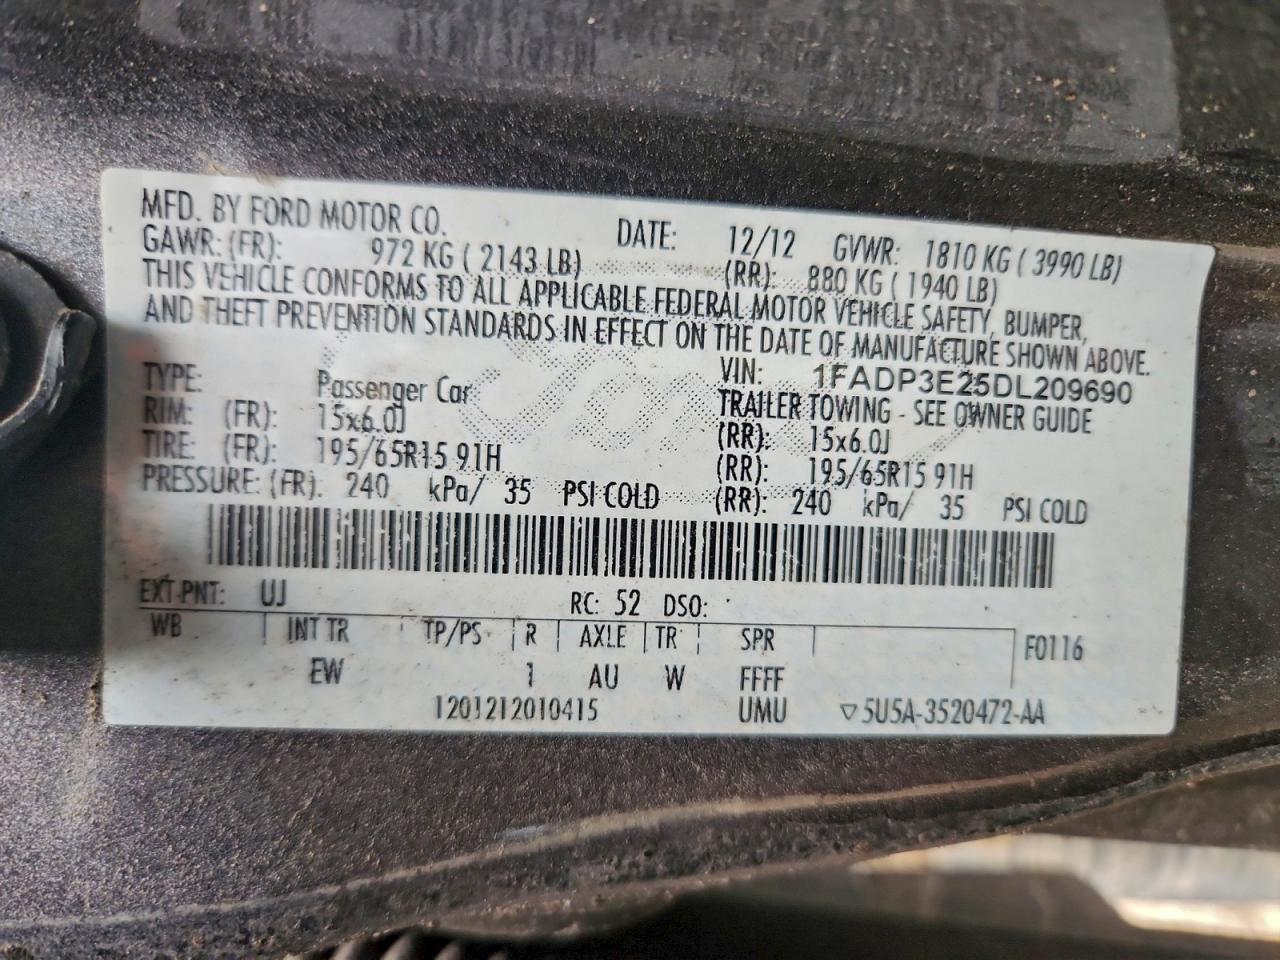 MFD. BY FORD MOTOR CO. DATE: 12/12 GVWR: 1810 KG ( 3990 LB)
GAWR: (FR): 972 KG ( 2143 LB) (RR): 880 KG ( 1940 LB)
THIS VEHICLE CONFORMS TO ALL APPLICABLE FEDERAL MOTOR VEHICLE SAFETY, BUMPER,
AND THEFT PREVENTION STANDARDS IN EFFECT ON THE DATE OF MANUFACTURE SHOWN ABOVE.
VIN: 1FADP3E25DL209690
TYPE: Passenger Car TRAILER TOWING - SEE OWNER GUIDE
RIM: (FR): 15x6.0J (RR): 15x6.0J
TIRE: (FR): 195/65R15 91H (RR): 195/65R15 91H
PRESSURE: (FR): 240 kPa/ 35 PSI COLD (RR): 240 kPa/ 35 PSI COLD
EXT PNT: UJ RC: 52 DSO:
WB INT TR TP/PS R AXLE TR SPR F0116
EW 1 AU W FFFF
1201212010415 UMU ▽5U5A-3520472-AA